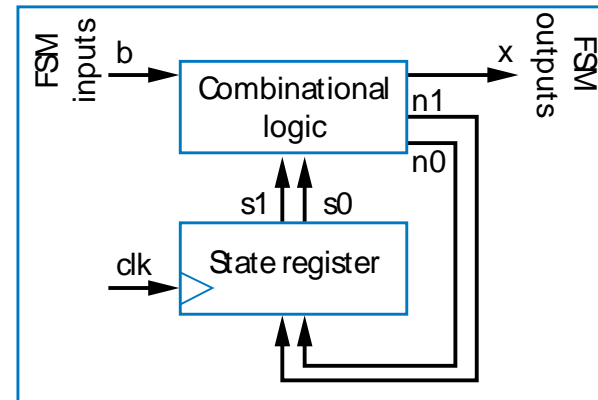 FSM
inputs
b
Combinational
logic
x
FSM
outputs
n1
n0
s1
s0
clk
State register